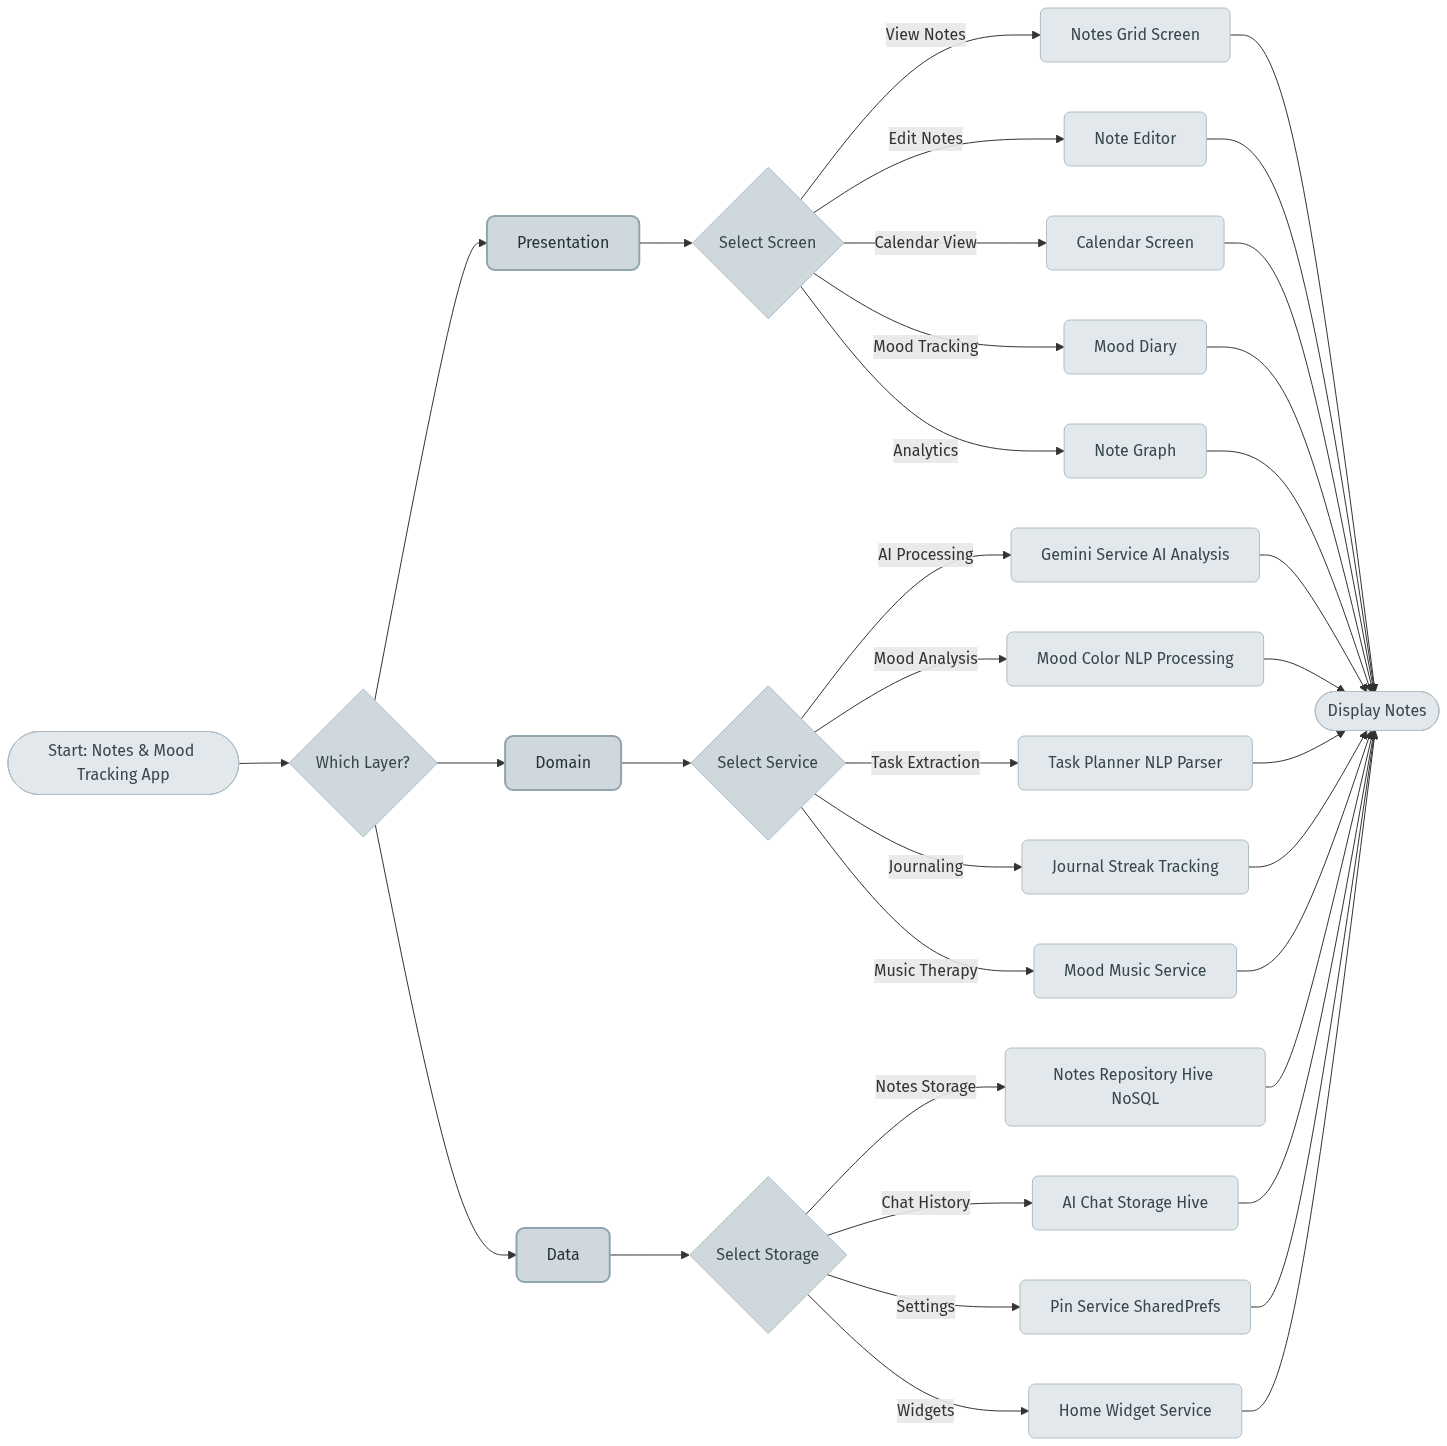 Start: Notes & Mood
Tracking App
Which Layer?
Presentation
Select Screen
View Notes
Notes Grid Screen
Edit Notes
Note Editor
Calendar View
Calendar Screen
Mood Tracking
Mood Diary
Analytics
Note Graph
Domain
Select Service
AI Processing
Gemini Service AI Analysis
Mood Analysis
Mood Color NLP Processing
Task Extraction
Task Planner NLP Parser
Journaling
Journal Streak Tracking
Music Therapy
Mood Music Service
Data
Select Storage
Notes Storage
Notes Repository Hive
NoSQL
Chat History
AI Chat Storage Hive
Settings
Pin Service SharedPrefs
Widgets
Home Widget Service
Display Notes